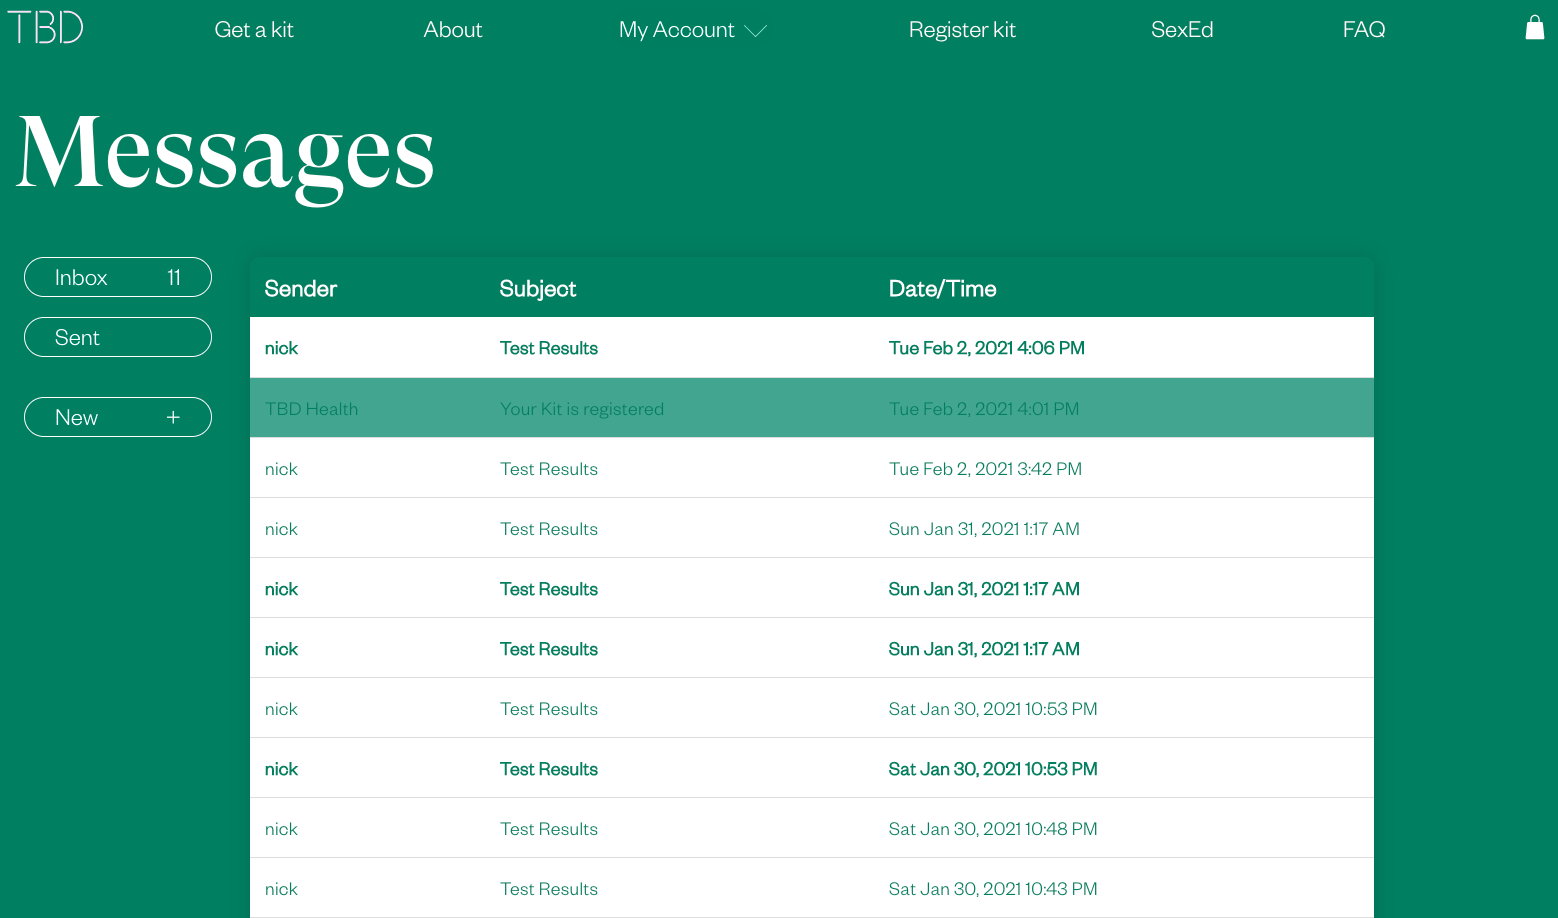 TBD Get a kit About My Account Register kit SexEd FAQ
Messages
Inbox 11
Sent
New +
Sender Subject Date/Time
nick Test Results Tue Feb 2, 2021 4:06 PM
TBD Health Your Kit is registered Tue Feb 2, 2021 4:01 PM
nick Test Results Tue Feb 2, 2021 3:42 PM
nick Test Results Sun Jan 31, 2021 1:17 AM
nick Test Results Sun Jan 31, 2021 1:17 AM
nick Test Results Sun Jan 31, 2021 1:17 AM
nick Test Results Sat Jan 30, 2021 10:53 PM
nick Test Results Sat Jan 30, 2021 10:53 PM
nick Test Results Sat Jan 30, 2021 10:48 PM
nick Test Results Sat Jan 30, 2021 10:43 PM